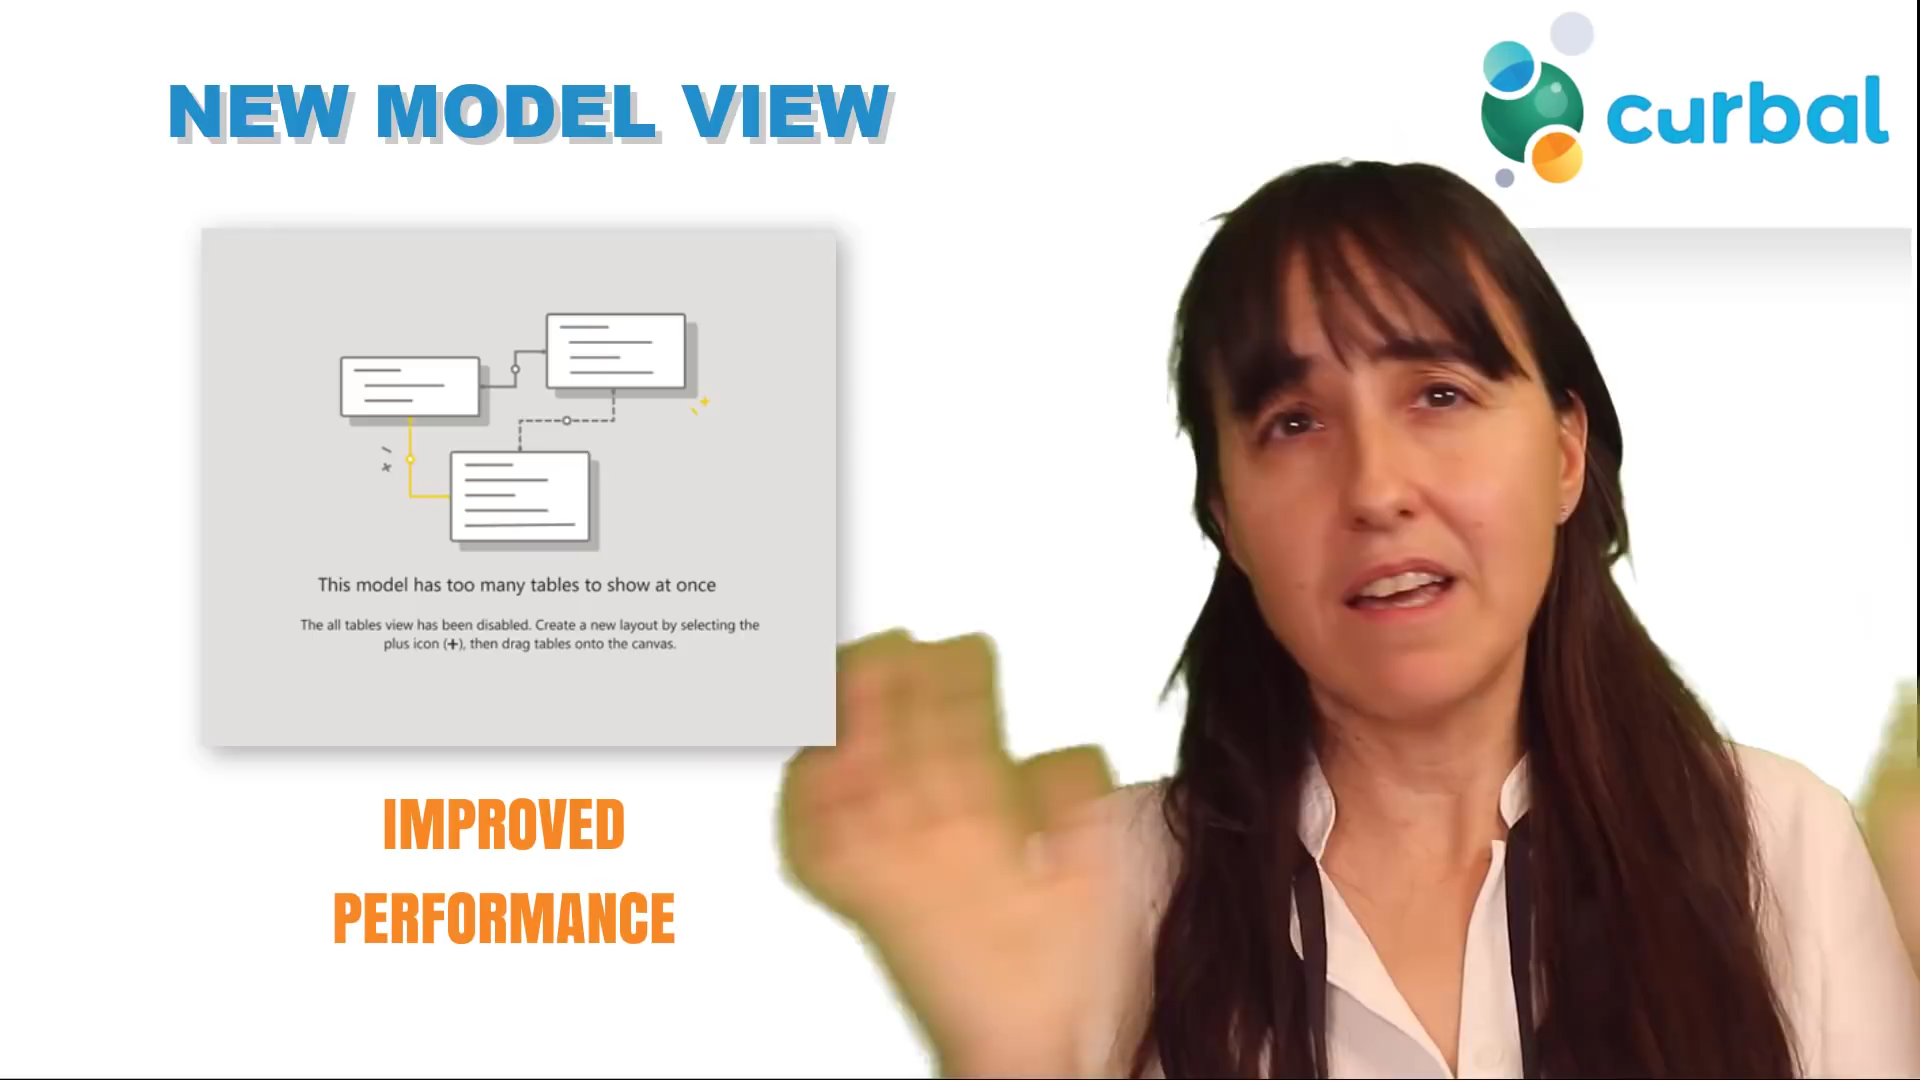 NEW MODEL VIEW
curbal
This model has too many tables to show at once
The all tables view has been disabled. Create a new layout by selecting the
plus icon (+), then drag tables onto the canvas.
IMPROVED
PERFORMANCE